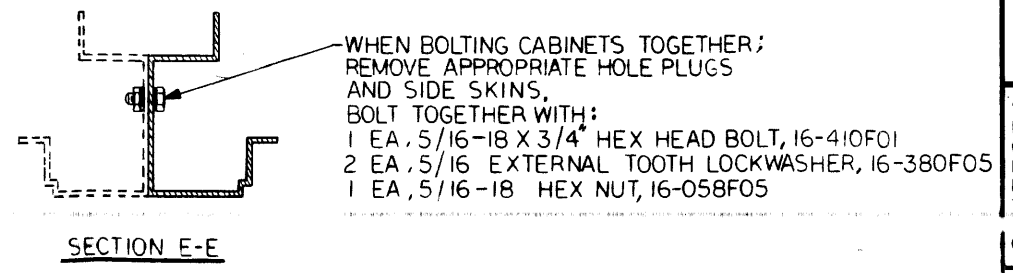 WHEN BOLTING CABINETS TOGETHER;
REMOVE APPROPRIATE HOLE PLUGS
AND SIDE SKINS,
BOLT TOGETHER WITH:
1 EA, 5/16-18 X 3/4" HEX HEAD BOLT, 16-410F01
2 EA, 5/16 EXTERNAL TOOTH LOCKWASHER, 16-380F05
1 EA, 5/16-18 HEX NUT, 16-058F05
SECTION E-E